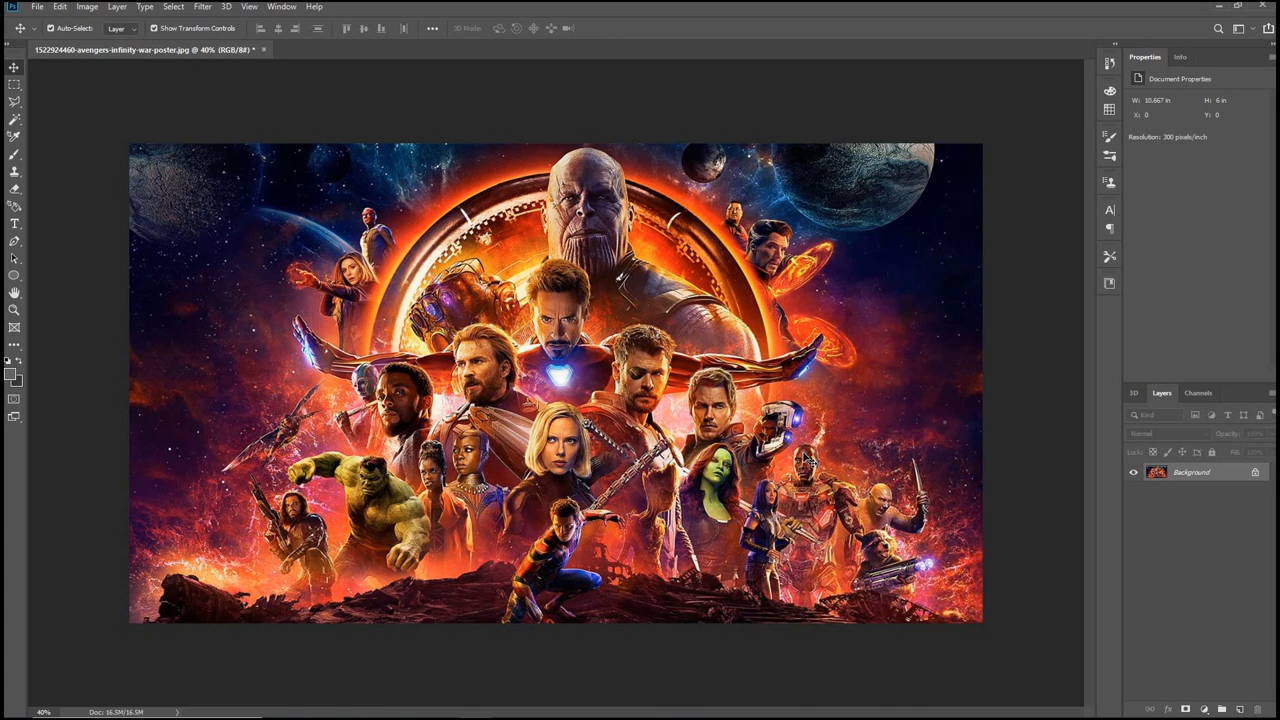 Ps File Edit Image Layer Type Select Filter 3D View Window Help
Auto-Select: Layer Show Transform Controls 3D Mode:
1522924460-avengers-infinity-war-poster.jpg @ 40% (RGB/8#) * ×
Properties Info
Document Properties
W: 10.667 in H: 6 in
X: 0 Y: 0
Resolution: 300 pixels/inch
3D Layers Channels
Kind
Normal Opacity: 100%
Lock: Fill: 100%
Background
40% Doc: 16.5M/16.5M